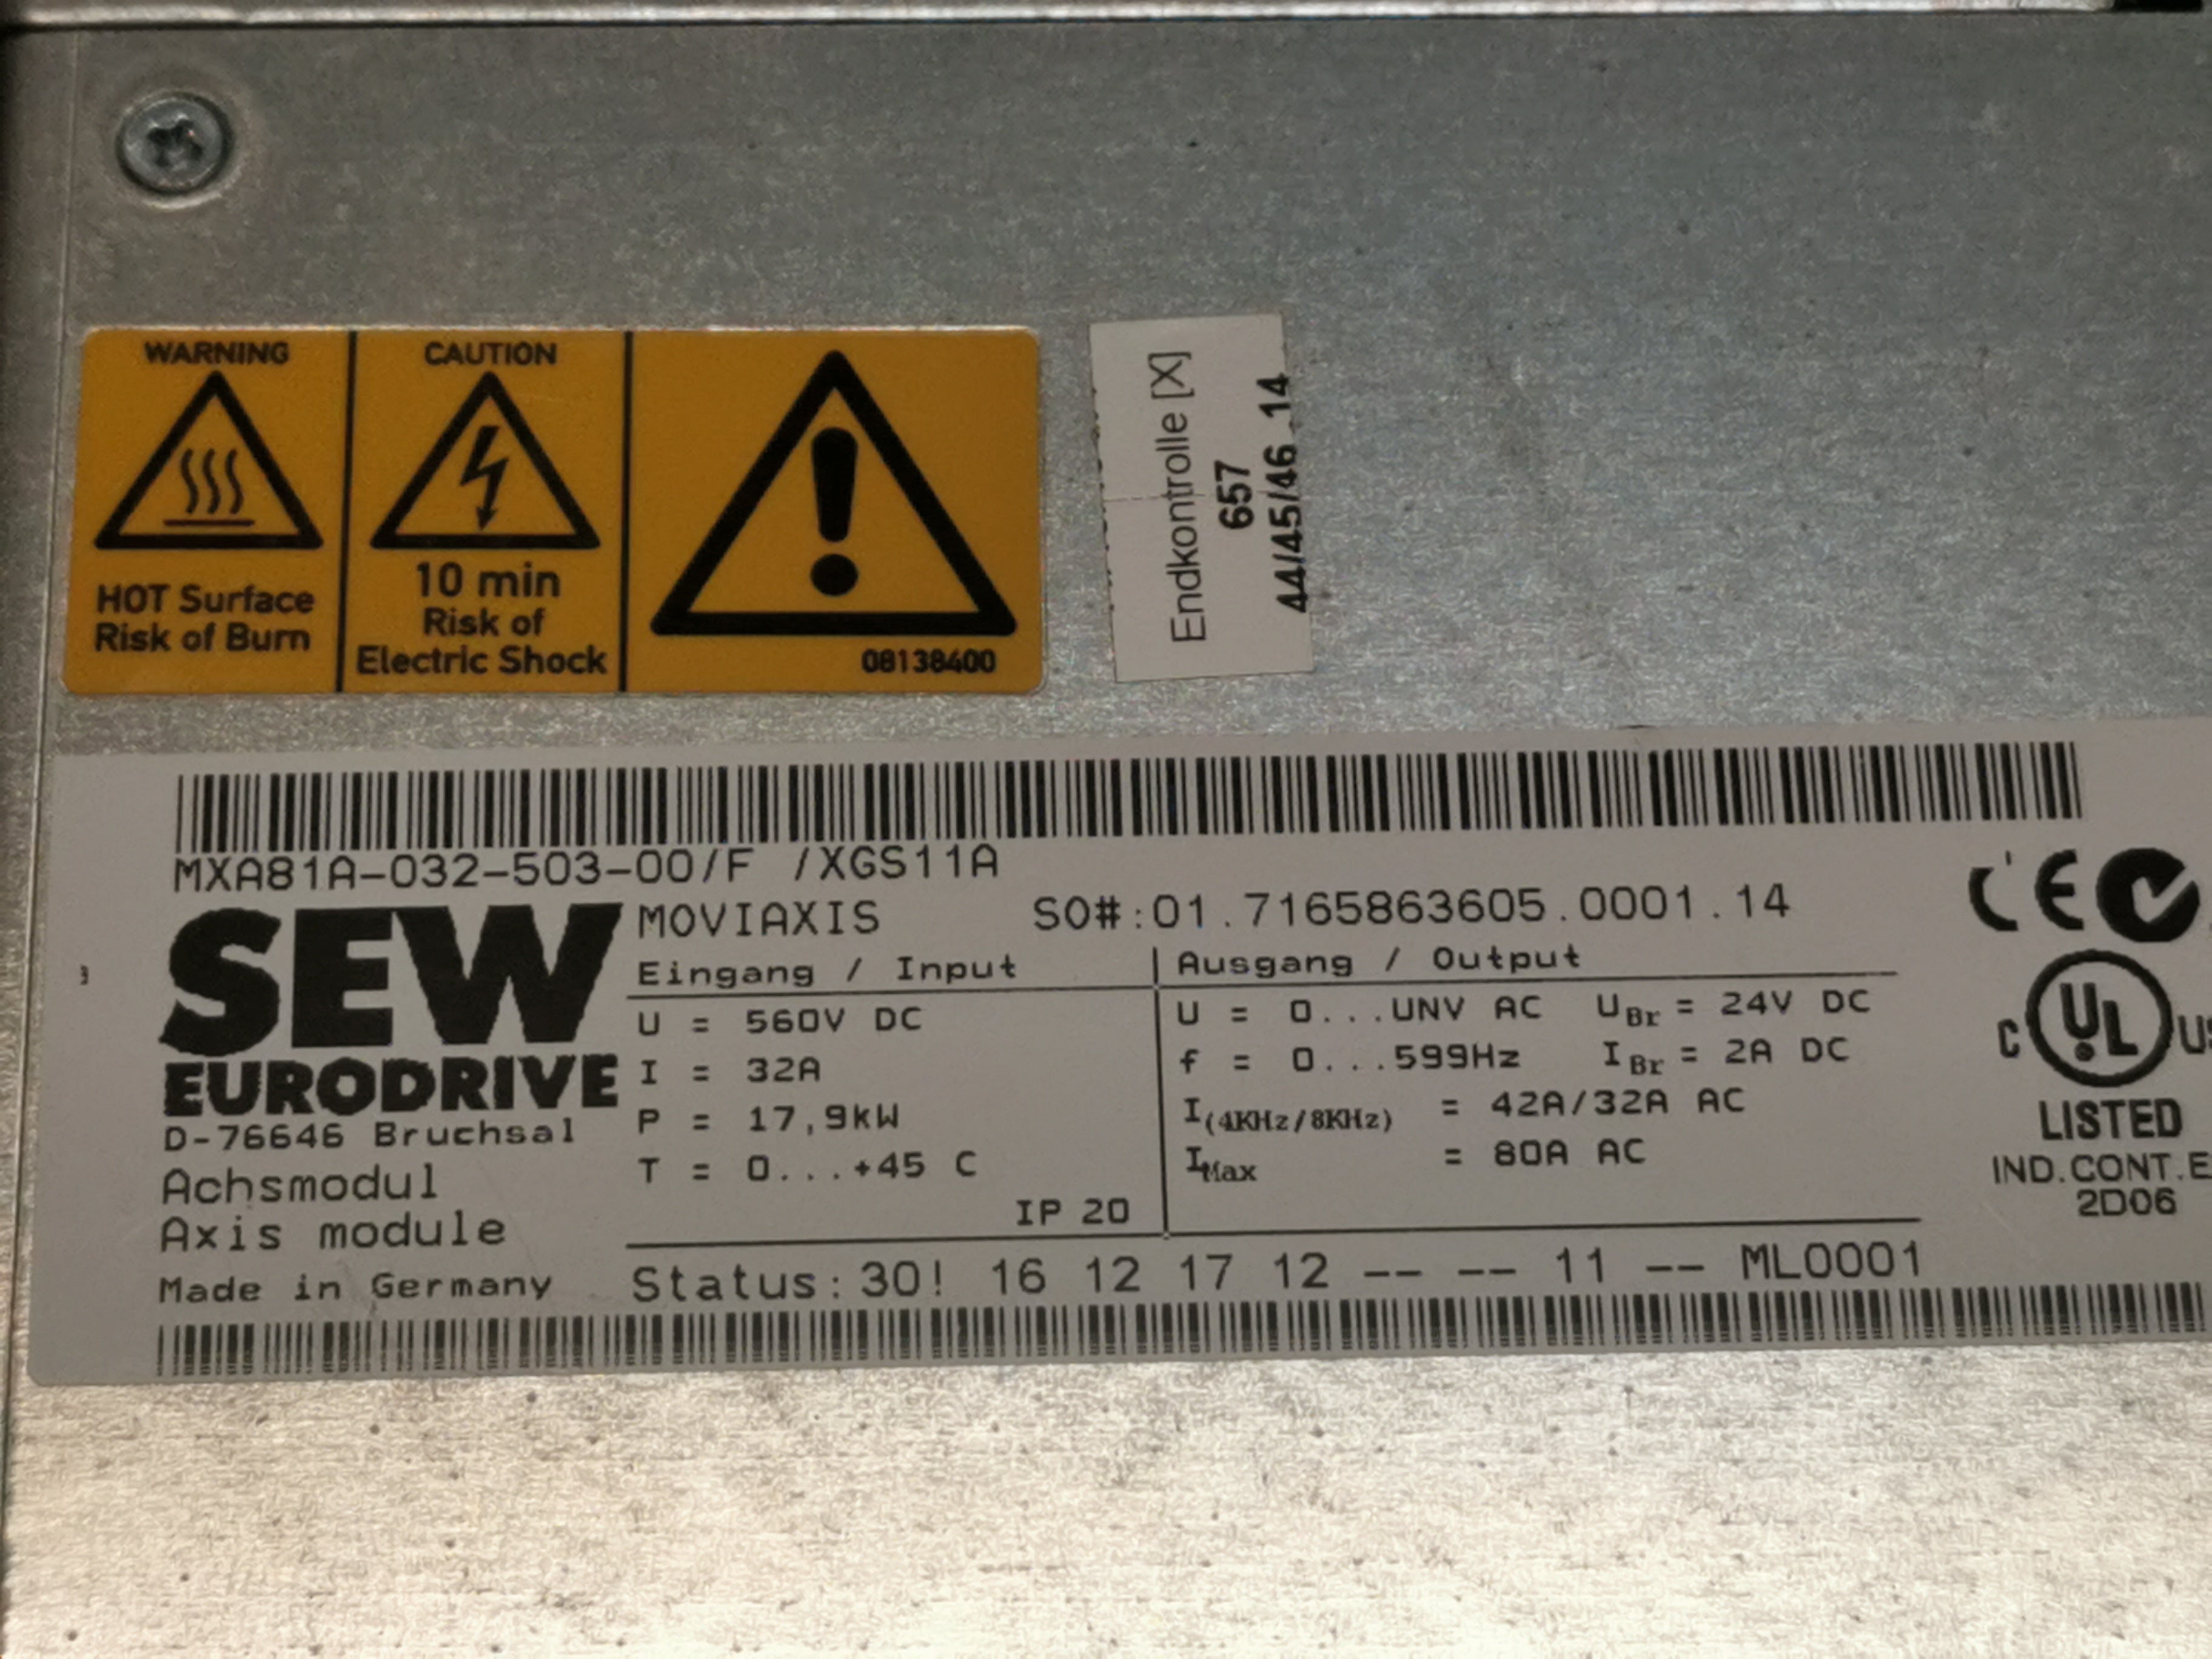 WARNING
HOT Surface
Risk of Burn
CAUTION
10 min
Risk of
Electric Shock
08138400
Endkontrolle [X]
657
44/45/46 14
MXA81A-032-503-00/F /XGS11A
SEW
EURODRIVE
D-76646 Bruchsal
Achsmodul
Axis module
Made in Germany
MOVIAXIS SO#:01.7165863605.0001.14
Eingang / Input
U = 560V DC
I = 32A
P = 17,9kW
T = 0...+45 C
IP 20
Ausgang / Output
U = 0...UNV AC UBr = 24V DC
f = 0...599Hz IBr = 2A DC
I(4KHz/8KHz) = 42A/32A AC
IMax = 80A AC
Status: 30! 16 12 17 12 -- -- 11 -- ML0001
CE
C UL US
LISTED
IND.CONT.E
2D06